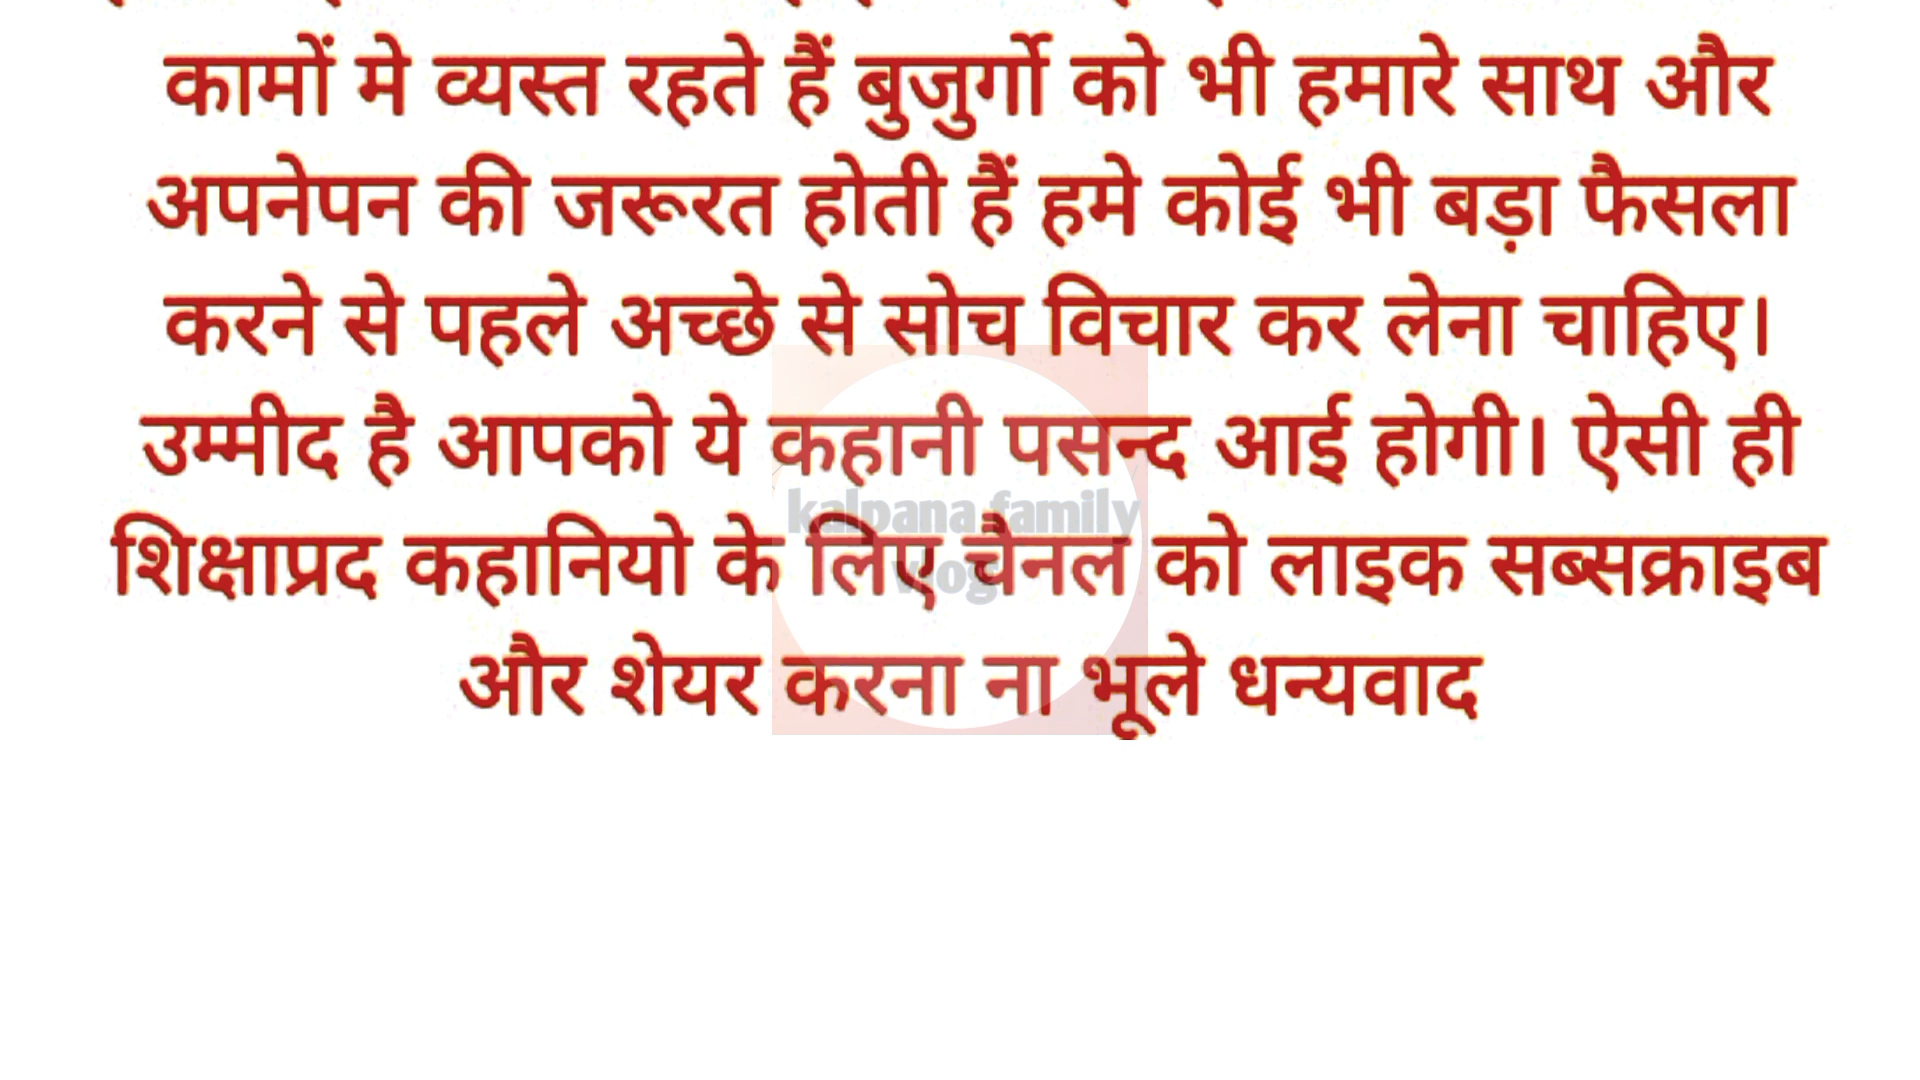 कामों मे व्यस्त रहते हैं बुजुर्गो को भी हमारे साथ और
अपनेपन की जरूरत होती हैं हमे कोई भी बड़ा फैसला
करने से पहले अच्छे से सोच विचार कर लेना चाहिए।
उम्मीद है आपको ये कहानी पसन्द आई होगी। ऐसी ही
kalpana family
शिक्षाप्रद कहानियो के लिए चैनल को लाइक सब्सक्राइब
vlog
और शेयर करना ना भूले धन्यवाद